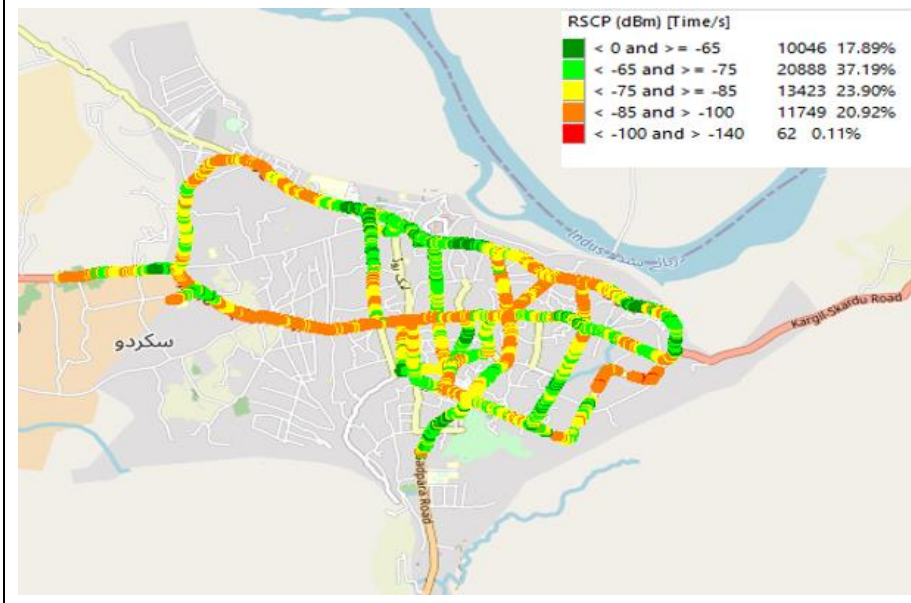 RSCP (dBm) [Time/s]
< 0 and >= -65 10046 17.89%
< -65 and >= -75 20888 37.19%
< -75 and >= -85 13423 23.90%
< -85 and > -100 11749 20.92%
< -100 and > -140 62 0.11%
Indus
Kargil-Skardu Road
سکردو
Sadpara Road